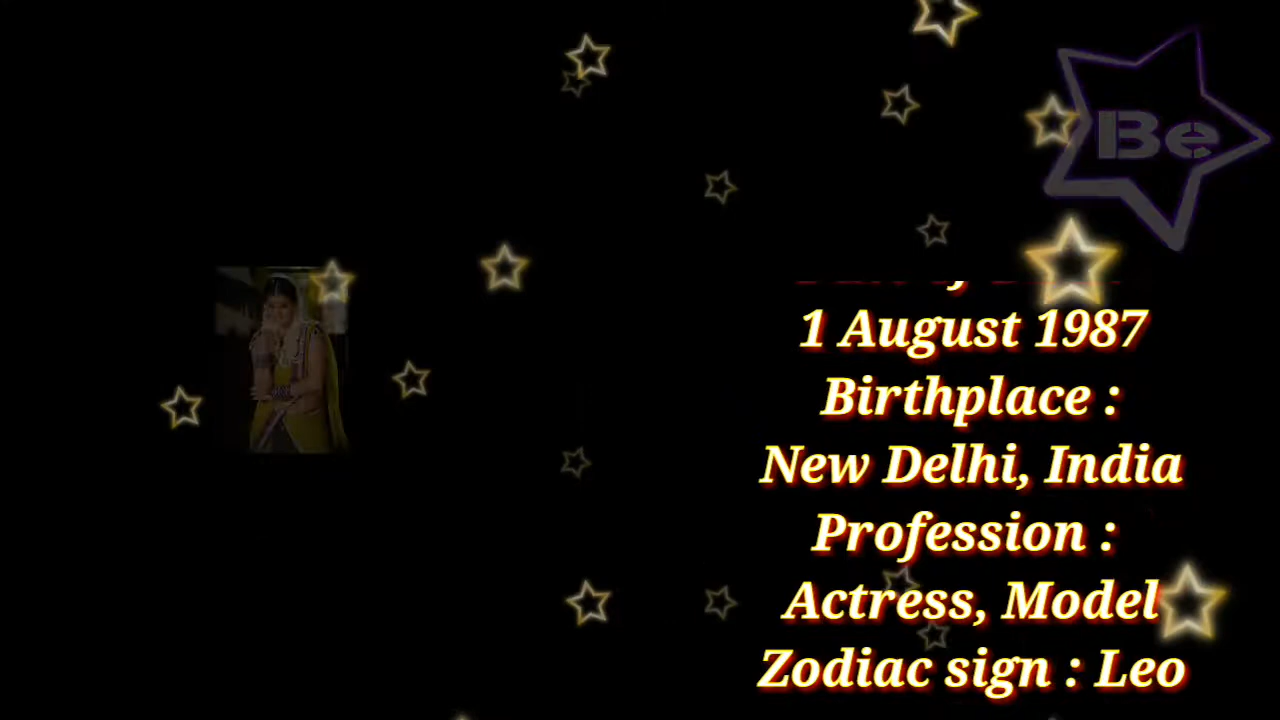 Be
1 August 1987
Birthplace :
New Delhi, India
Profession :
Actress, Model
Zodiac sign : Leo